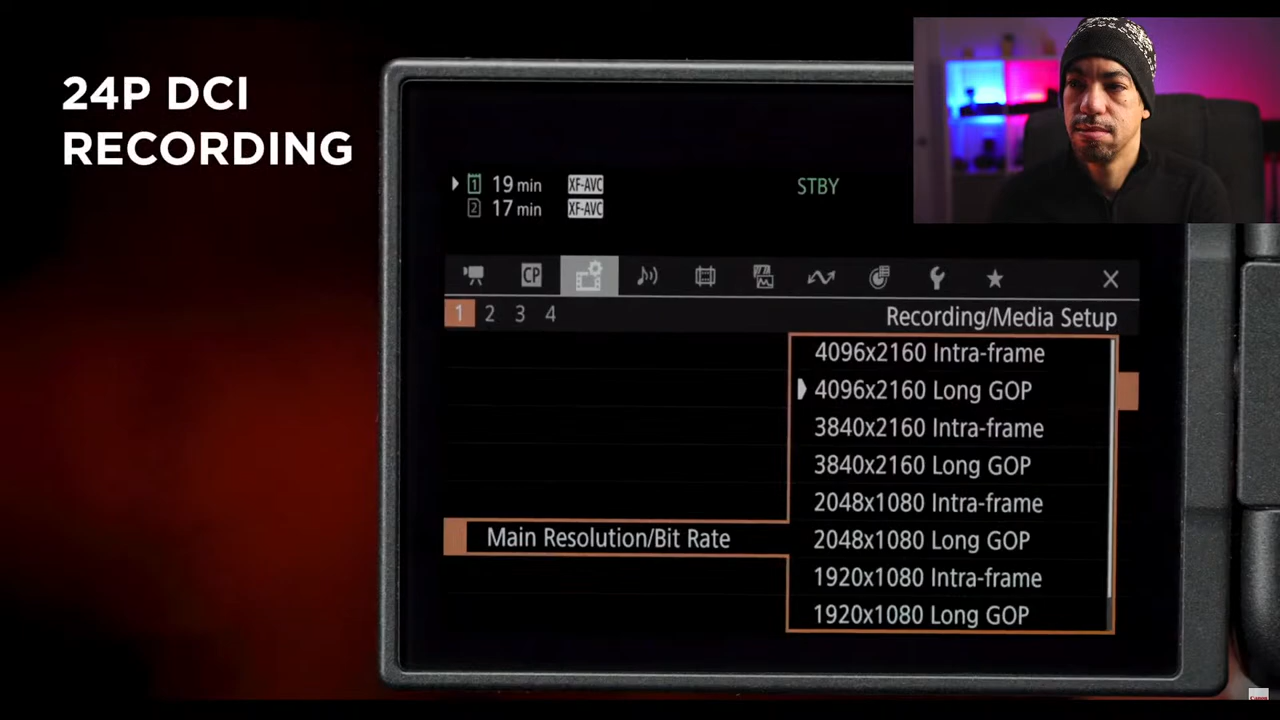 24P DCI
RECORDING
1 19 min XF-AVC
2 17 min XF-AVC
STBY
CP
1 2 3 4
Recording/Media Setup
4096x2160 Intra-frame
4096x2160 Long GOP
3840x2160 Intra-frame
3840x2160 Long GOP
2048x1080 Intra-frame
Main Resolution/Bit Rate
2048x1080 Long GOP
1920x1080 Intra-frame
1920x1080 Long GOP
Canon